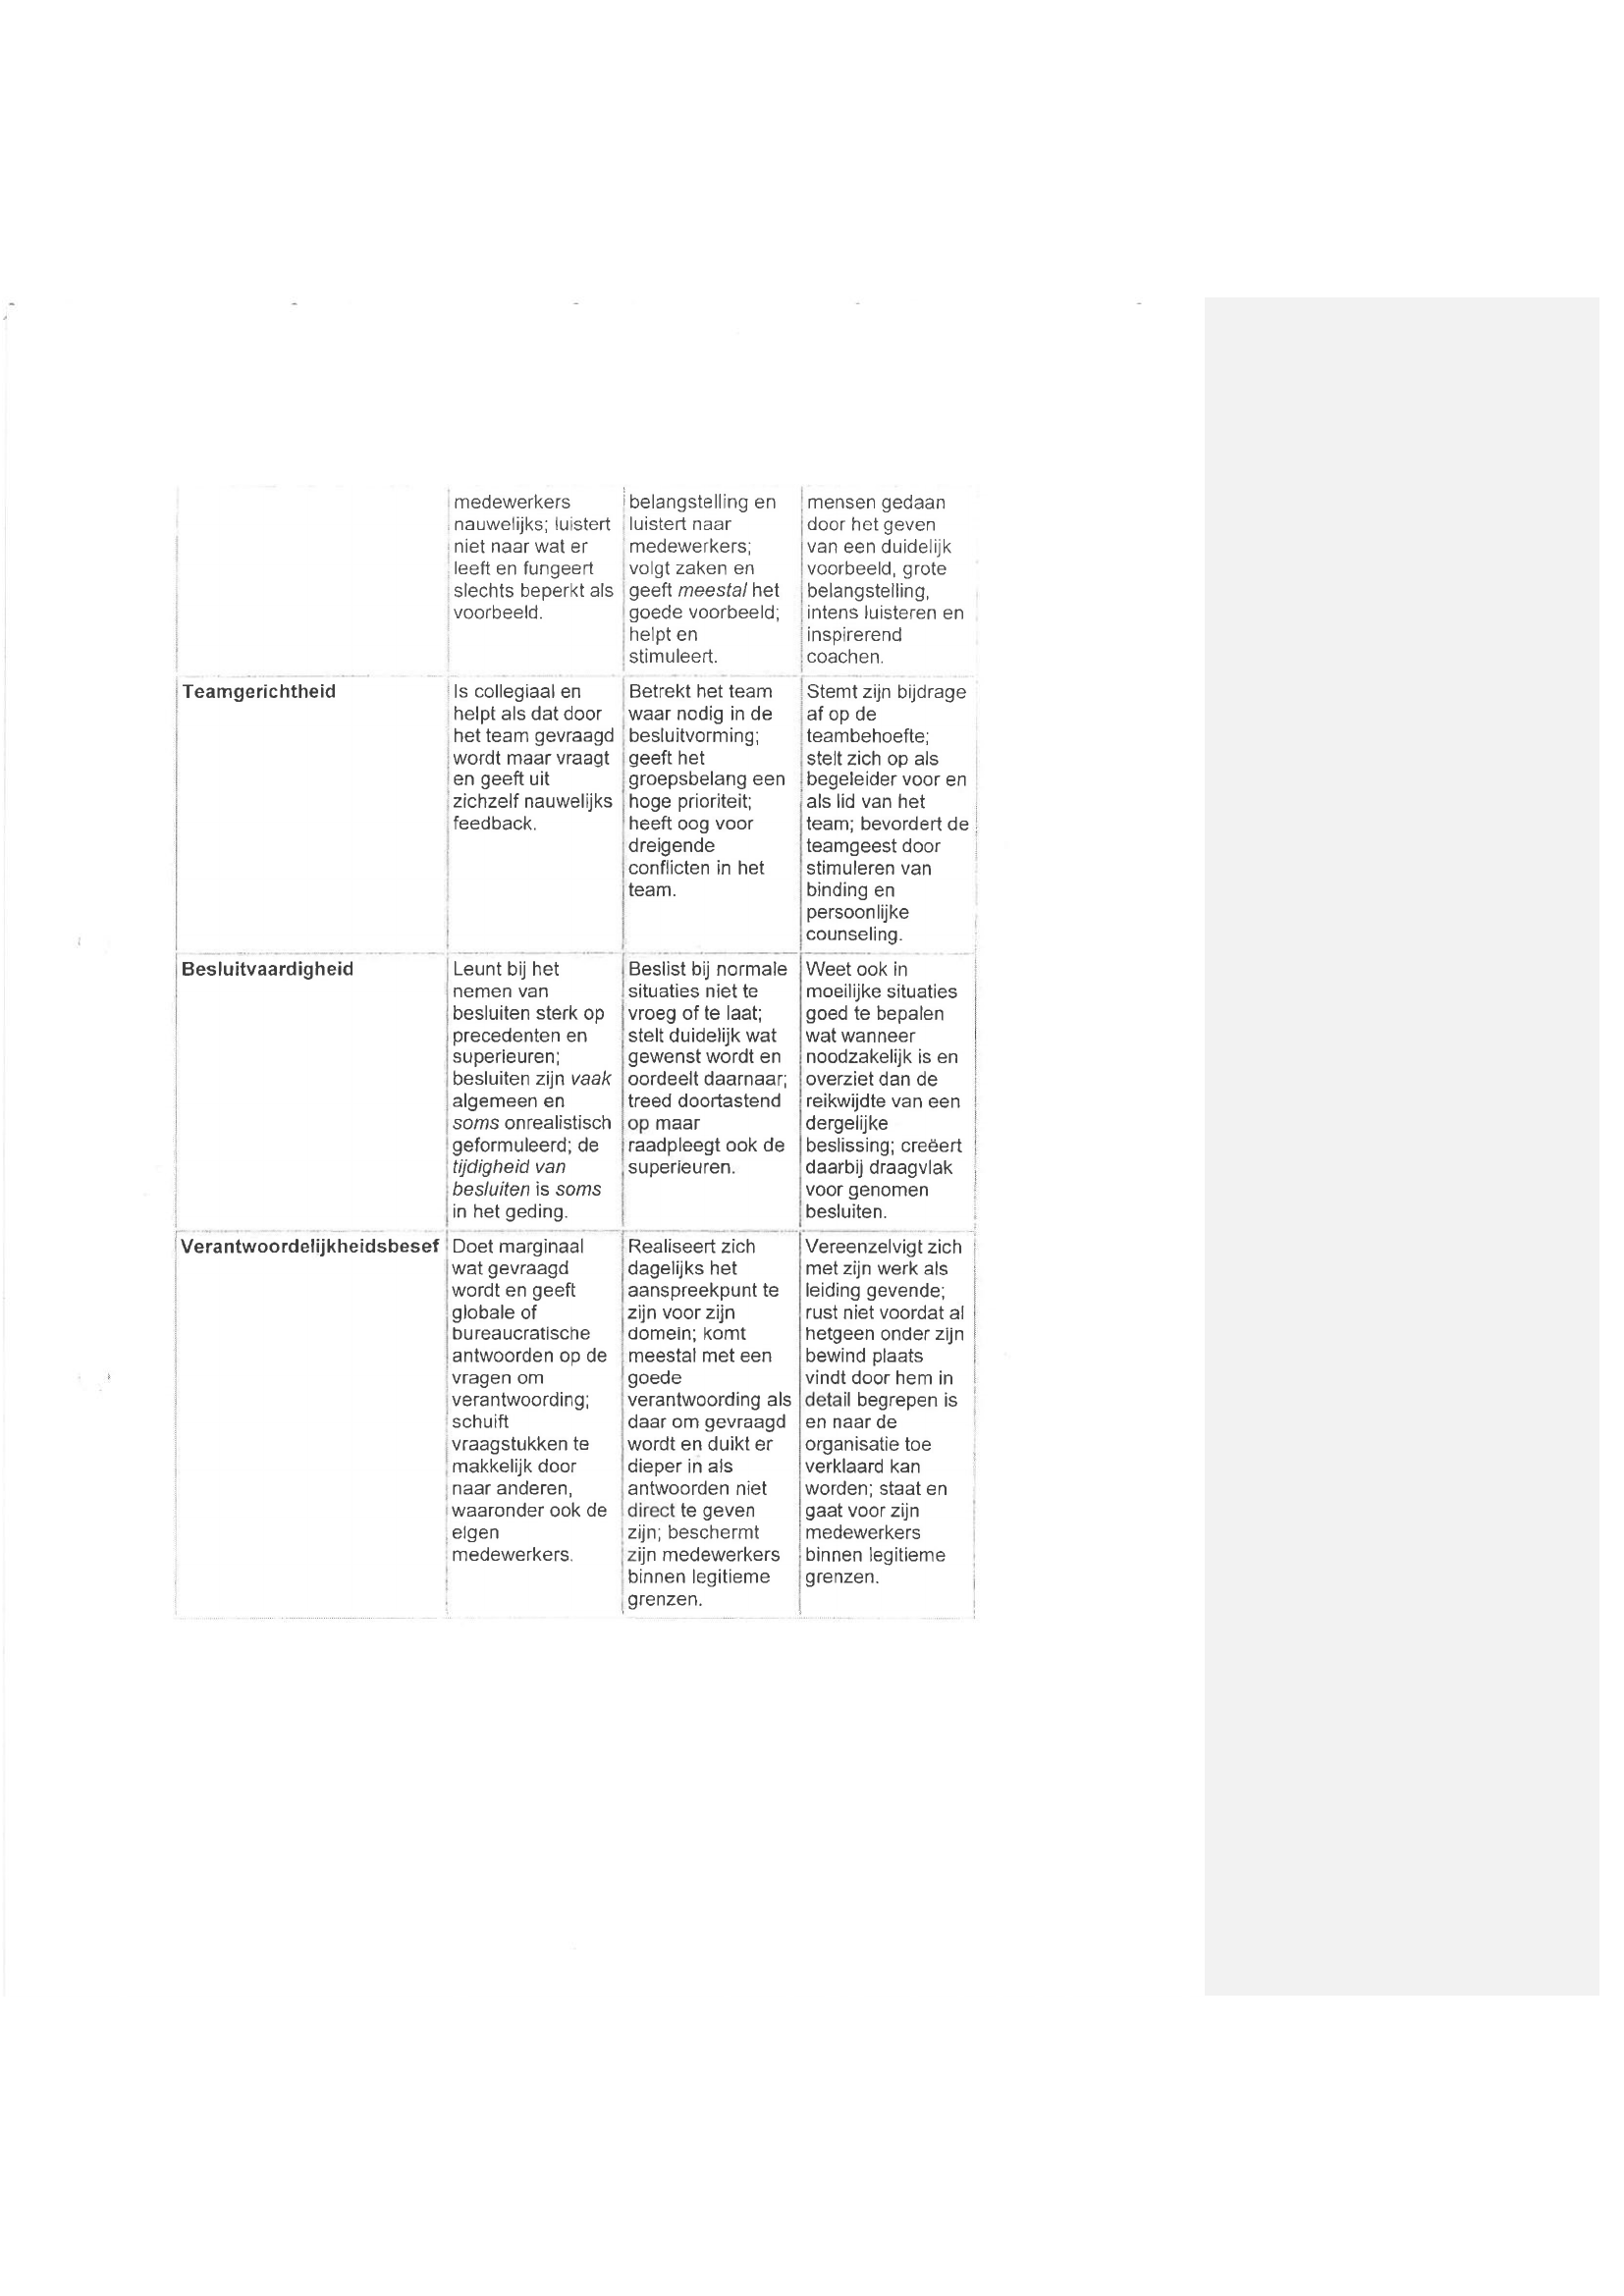 medewerkers
nauwelijks; luistert
niet naar wat er
leeft en fungeert
slechts beperkt als
voorbeeld.
belangstelling en
luistert naar
medewerkers;
volgt zaken en
geeft meestal het
goede voorbeeld;
helpt en
stimuleert.
mensen gedaan
door het geven
van een duidelijk
voorbeeld, grote
belangstelling,
intens luisteren en
inspirerend
coachen.
Teamgerichtheid
Is collegiaal en
helpt als dat door
het team gevraagd
wordt maar vraagt
en geeft uit
zichzelf nauwelijks
feedback.
Betrekt het team
waar nodig in de
besluitvorming;
geeft het
groepsbelang een
hoge prioriteit;
heeft oog voor
dreigende
conflicten in het
team.
Stemt zijn bijdrage
af op de
teambehoefte;
stelt zich op als
begeleider voor en
als lid van het
team; bevordert de
teamgeest door
stimuleren van
binding en
persoonlijke
counseling.
Besluitvaardigheid
Leunt bij het
nemen van
besluiten sterk op
precedenten en
superieuren;
besluiten zijn vaak
algemeen en
soms onrealistisch
geformuleerd; de
tijdigheid van
besluiten is soms
in het geding.
Beslist bij normale
situaties niet te
vroeg of te laat;
stelt duidelijk wat
gewenst wordt en
oordeelt daarnaar;
treed doortastend
op maar
raadpleegt ook de
superieuren.
Weet ook in
moeilijke situaties
goed te bepalen
wat wanneer
noodzakelijk is en
overziet dan de
reikwijdte van een
dergelijke
beslissing; creëert
daarbij draagvlak
voor genomen
besluiten.
Verantwoordelijkheidsbesef
Doet marginaal
wat gevraagd
wordt en geeft
globale of
bureaucratische
antwoorden op de
vragen om
verantwoording;
schuift
vraagstukken te
makkelijk door
naar anderen,
waaronder ook de
eigen
medewerkers.
Realiseert zich
dagelijks het
aanspreekpunt te
zijn voor zijn
domein; komt
meestal met een
goede
verantwoording als
daar om gevraagd
wordt en duikt er
dieper in als
antwoorden niet
direct te geven
zijn; beschermt
zijn medewerkers
binnen legitieme
grenzen.
Vereenzelvigt zich
met zijn werk als
leiding gevende;
rust niet voordat al
hetgeen onder zijn
bewind plaats
vindt door hem in
detail begrepen is
en naar de
organisatie toe
verklaard kan
worden; staat en
gaat voor zijn
medewerkers
binnen legitieme
grenzen.